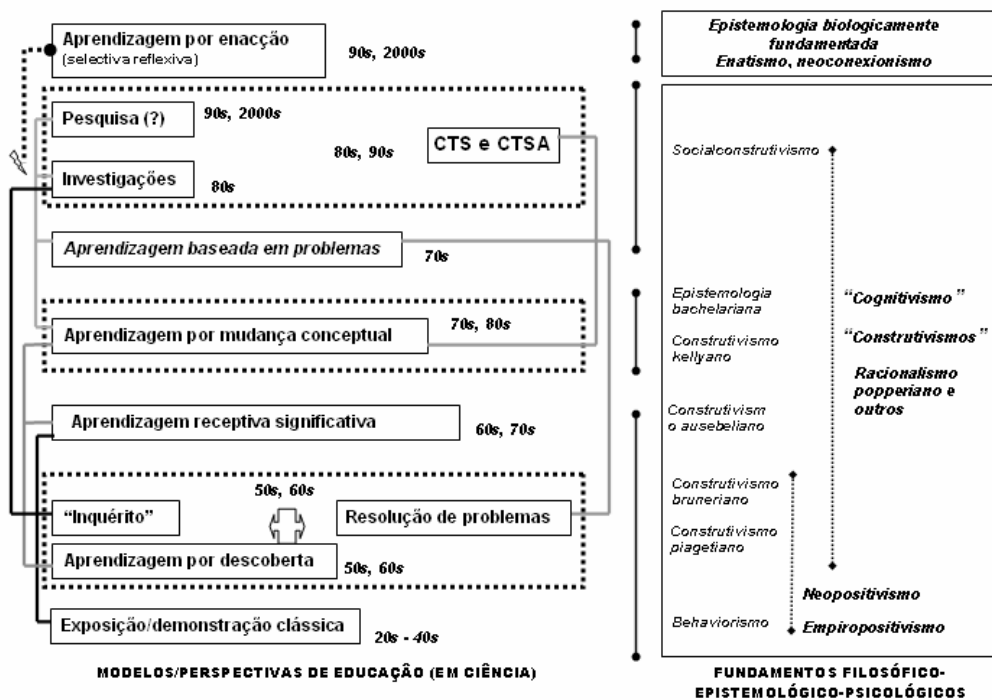 Aprendizagem por enacção
(selectiva reflexiva)
90s, 2000s
Pesquisa (?)
90s, 2000s
80s, 90s
CTS e CTSA
Investigações
80s
Aprendizagem baseada em problemas
70s
Aprendizagem por mudança conceptual
70s, 80s
Aprendizagem receptiva significativa
60s, 70s
50s, 60s
“Inquérito”
Resolução de problemas
Aprendizagem por descoberta
50s, 60s
Exposição/demonstração clássica
20s - 40s
MODELOS/PERSPECTIVAS DE EDUCAÇÃO (EM CIÊNCIA)
Epistemologia biologicamente
fundamentada
Enatismo, neoconexionismo
Socialconstrutivismo
Epistemologia
bachelariana
“Cognitivismo”
Construtivismo
kellyano
“Construtivismos”
Racionalismo
popperiano e
outros
Construtivism
o ausebeliano
Construtivismo
bruneriano
Construtivismo
piagetiano
Neopositivismo
Behaviorismo
Empiropositivismo
FUNDAMENTOS FILOSÓFICO-
EPISTEMOLÓGICO-PSICOLÓGICOS